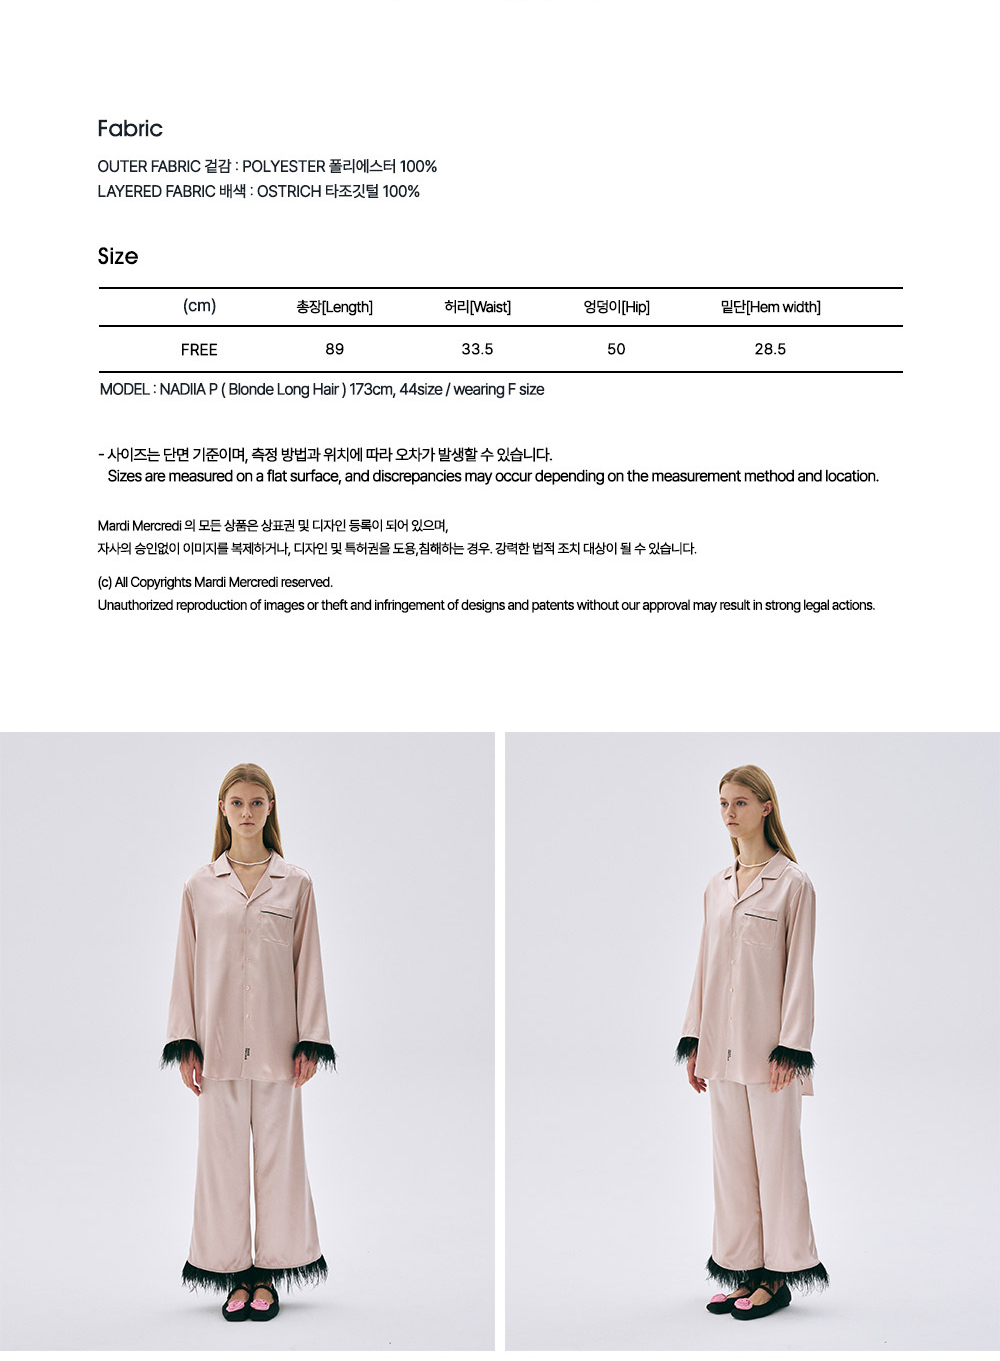 Fabric
OUTER FABRIC 겉감 : POLYESTER 폴리에스터 100%
LAYERED FABRIC 배색 : OSTRICH 타조깃털 100%
Size
(cm) 총장[Length] 허리[Waist] 엉덩이[Hip] 밑단[Hem width]
FREE 89 33.5 50 28.5
MODEL : NADIIA P ( Blonde Long Hair ) 173cm, 44size / wearing F size
- 사이즈는 단면 기준이며, 측정 방법과 위치에 따라 오차가 발생할 수 있습니다.
Sizes are measured on a flat surface, and discrepancies may occur depending on the measurement method and location.
Mardi Mercredi 의 모든 상품은 상표권 및 디자인 등록이 되어 있으며,
자사의 승인없이 이미지를 복제하거나, 디자인 및 특허권을 도용,침해하는 경우. 강력한 법적 조치 대상이 될 수 있습니다.
(c) All Copyrights Mardi Mercredi reserved.
Unauthorized reproduction of images or theft and infringement of designs and patents without our approval may result in strong legal actions.